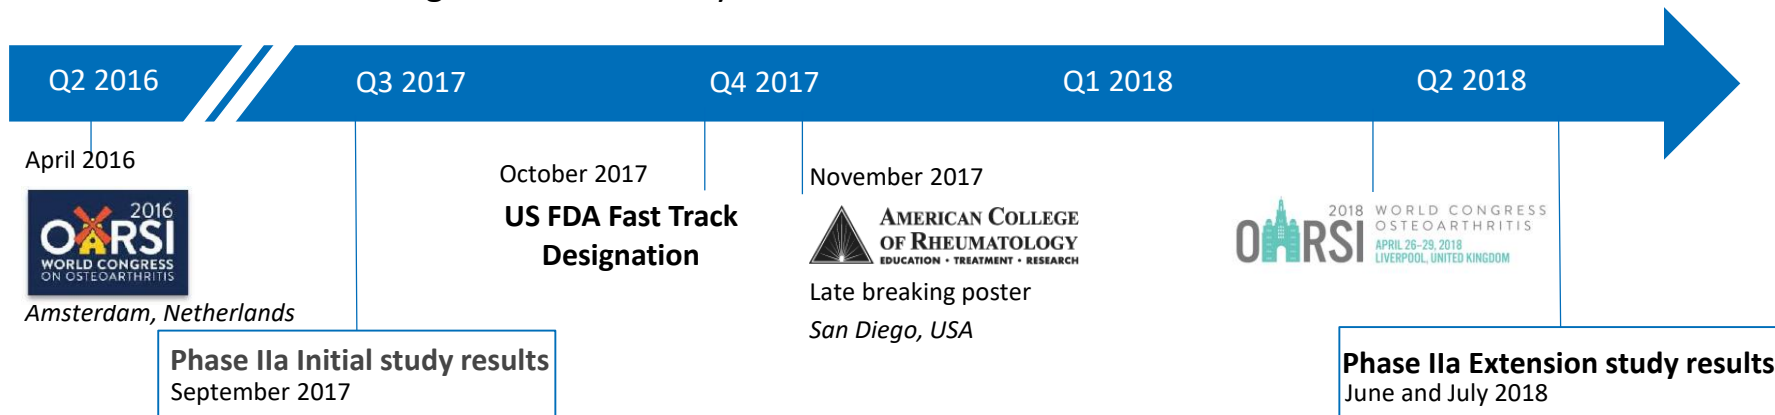 Q2 2016
Q3 2017
Q4 2017
Q1 2018
Q2 2018
April 2016
2016
OARSI
WORLD CONGRESS
ON OSTEOARTHRITIS
Amsterdam, Netherlands
Phase IIa Initial study results
September 2017
October 2017
US FDA Fast Track
Designation
November 2017
AMERICAN COLLEGE
OF RHEUMATOLOGY
EDUCATION • TREATMENT • RESEARCH
Late breaking poster
San Diego, USA
2018 WORLD CONGRESS
OARSI OSTEOARTHRITIS
APRIL 26–29, 2018
LIVERPOOL, UNITED KINGDOM
Phase IIa Extension study results
June and July 2018